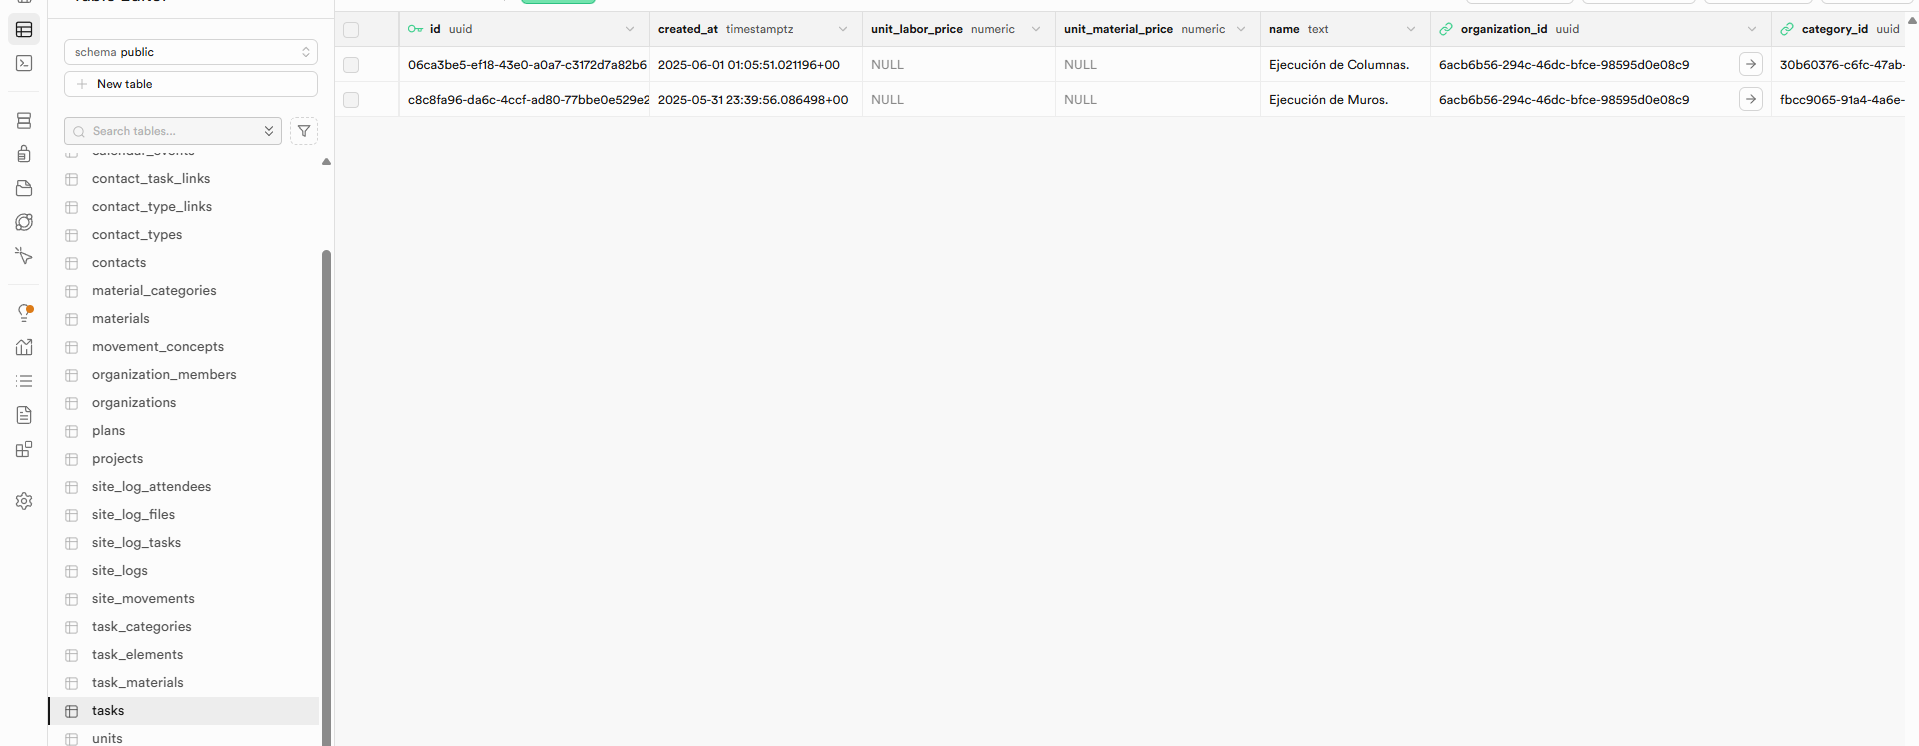 schema public
New table
Search tables...
contact_task_links
contact_type_links
contact_types
contacts
material_categories
materials
movement_concepts
organization_members
organizations
plans
projects
site_log_attendees
site_log_files
site_log_tasks
site_logs
site_movements
task_categories
task_elements
task_materials
tasks
units
id uuid created_at timestamptz unit_labor_price numeric unit_material_price numeric name text organization_id uuid category_id uuid
06ca3be5-ef18-43e0-a0a7-c3172d7a82b6 2025-06-01 01:05:51.021196+00 NULL NULL Ejecución de Columnas. 6acb6b56-294c-46dc-bfce-98595d0e08c9 30b60376-c6fc-47ab-
c8c8fa96-da6c-4ccf-ad80-77bbe0e529e2 2025-05-31 23:39:56.086498+00 NULL NULL Ejecución de Muros. 6acb6b56-294c-46dc-bfce-98595d0e08c9 fbcc9065-91a4-4a6e-